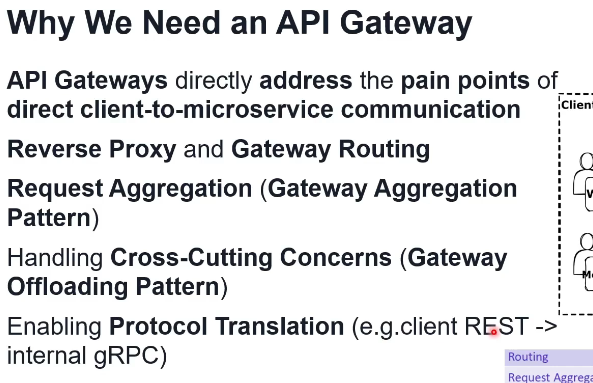 Why We Need an API Gateway
API Gateways directly address the pain points of
direct client-to-microservice communication
Reverse Proxy and Gateway Routing
Request Aggregation (Gateway Aggregation
Pattern)
Handling Cross-Cutting Concerns (Gateway
Offloading Pattern)
Enabling Protocol Translation (e.g.client REST ->
internal gRPC)
Client
Routing
Request Aggrega